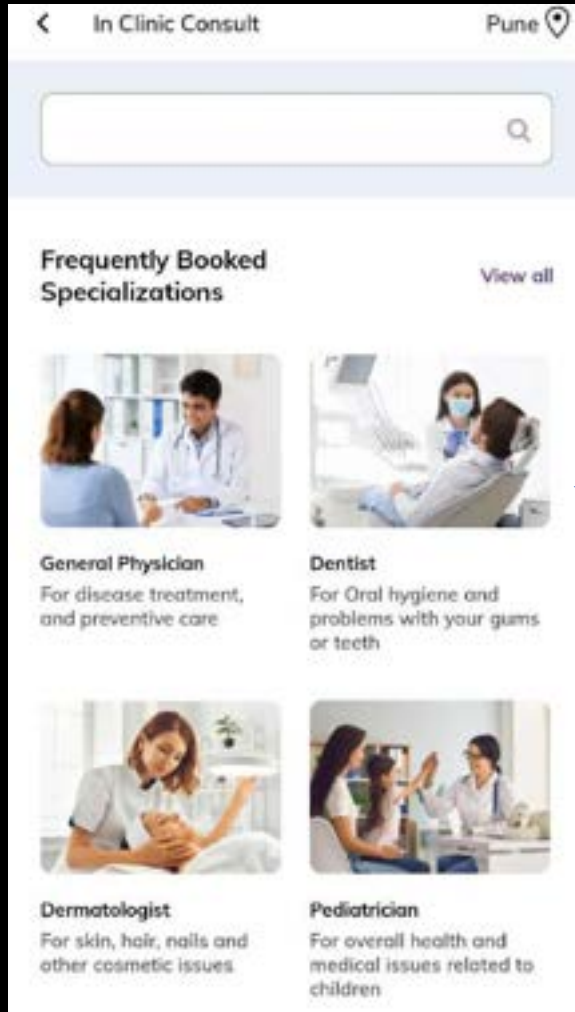 In Clinic Consult
Pune
Frequently Booked
Specializations
View all
General Physician
For disease treatment,
and preventive care
Dentist
For Oral hygiene and
problems with your gums
or teeth
Dermatologist
For skin, hair, nails and
other cosmetic issues
Pediatrician
For overall health and
medical issues related to
children